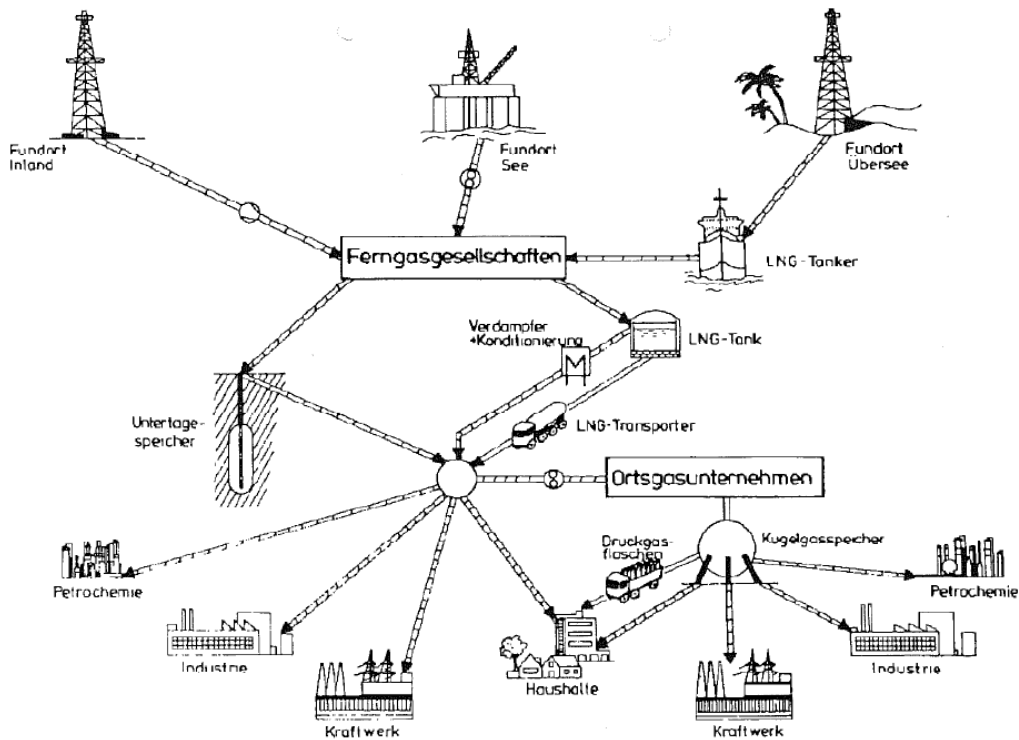 Fundort
Inland
Fundort
See
Fundort
Übersee
Ferngasgesellschaften
LNG-Tanker
Verdampfer
+Konditionierung
LNG-Tank
Untertage-
speicher
LNG-Transporter
Ortsgasunternehmen
Druckgas-
flaschen
Kugelgasspeicher
Petrochemie
Petrochemie
Industrie
Industrie
Haushalte
Kraftwerk
Kraftwerk